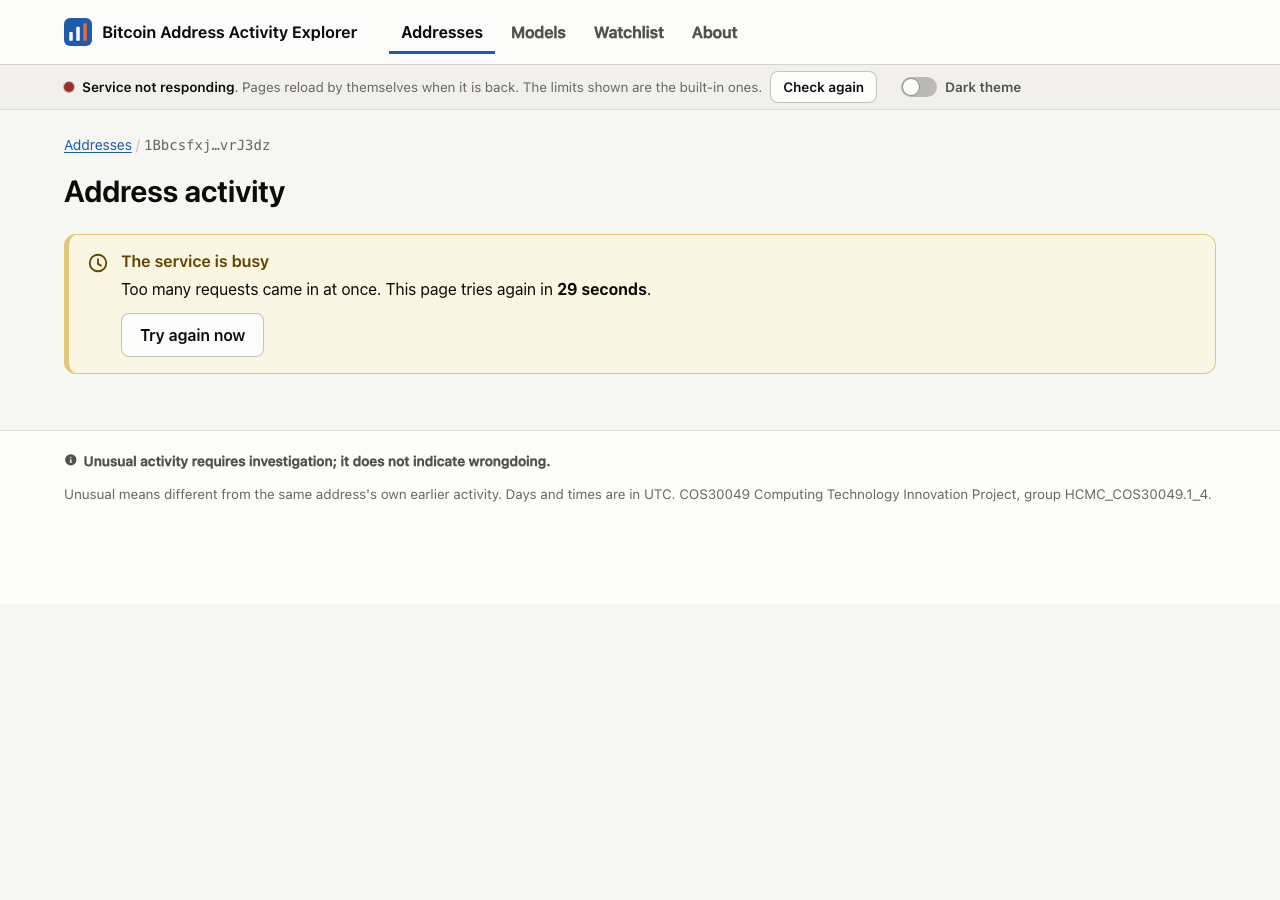 Bitcoin Address Activity Explorer Addresses Models Watchlist About
Service not responding. Pages reload by themselves when it is back. The limits shown are the built-in ones. Check again Dark theme
Addresses / 1Bbcsfxj…vrJ3dz
Address activity
The service is busy
Too many requests came in at once. This page tries again in 29 seconds.
Try again now
Unusual activity requires investigation; it does not indicate wrongdoing.
Unusual means different from the same address's own earlier activity. Days and times are in UTC. COS30049 Computing Technology Innovation Project, group HCMC_COS30049.1_4.